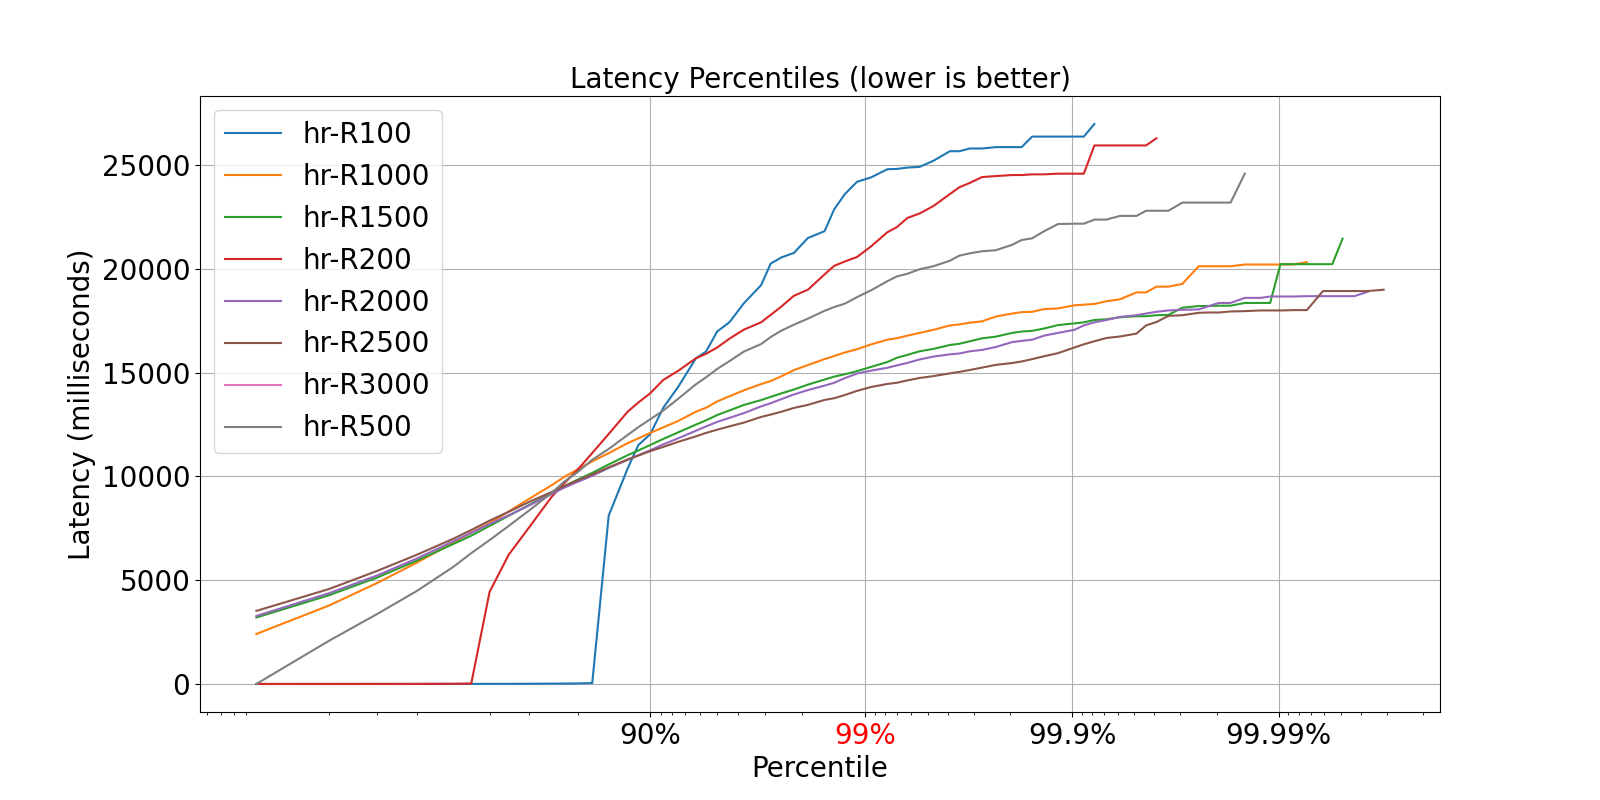 Latency Percentiles (lower is better)
hr-R100
hr-R1000
hr-R1500
hr-R200
hr-R2000
hr-R2500
hr-R3000
hr-R500
25000
20000
15000
10000
5000
0
Latency (milliseconds)
90%
99%
99.9%
99.99%
Percentile